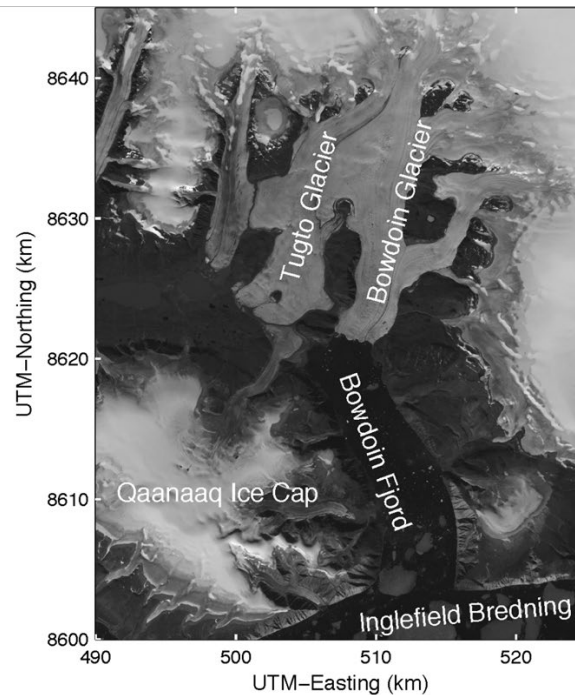 8640
8630
8620
8610
8600
UTM−Northing (km)
Tugto Glacier
Bowdoin Glacier
Bowdoin Fjord
Qaanaaq Ice Cap
Inglefield Bredning
490
500
510
520
UTM−Easting (km)